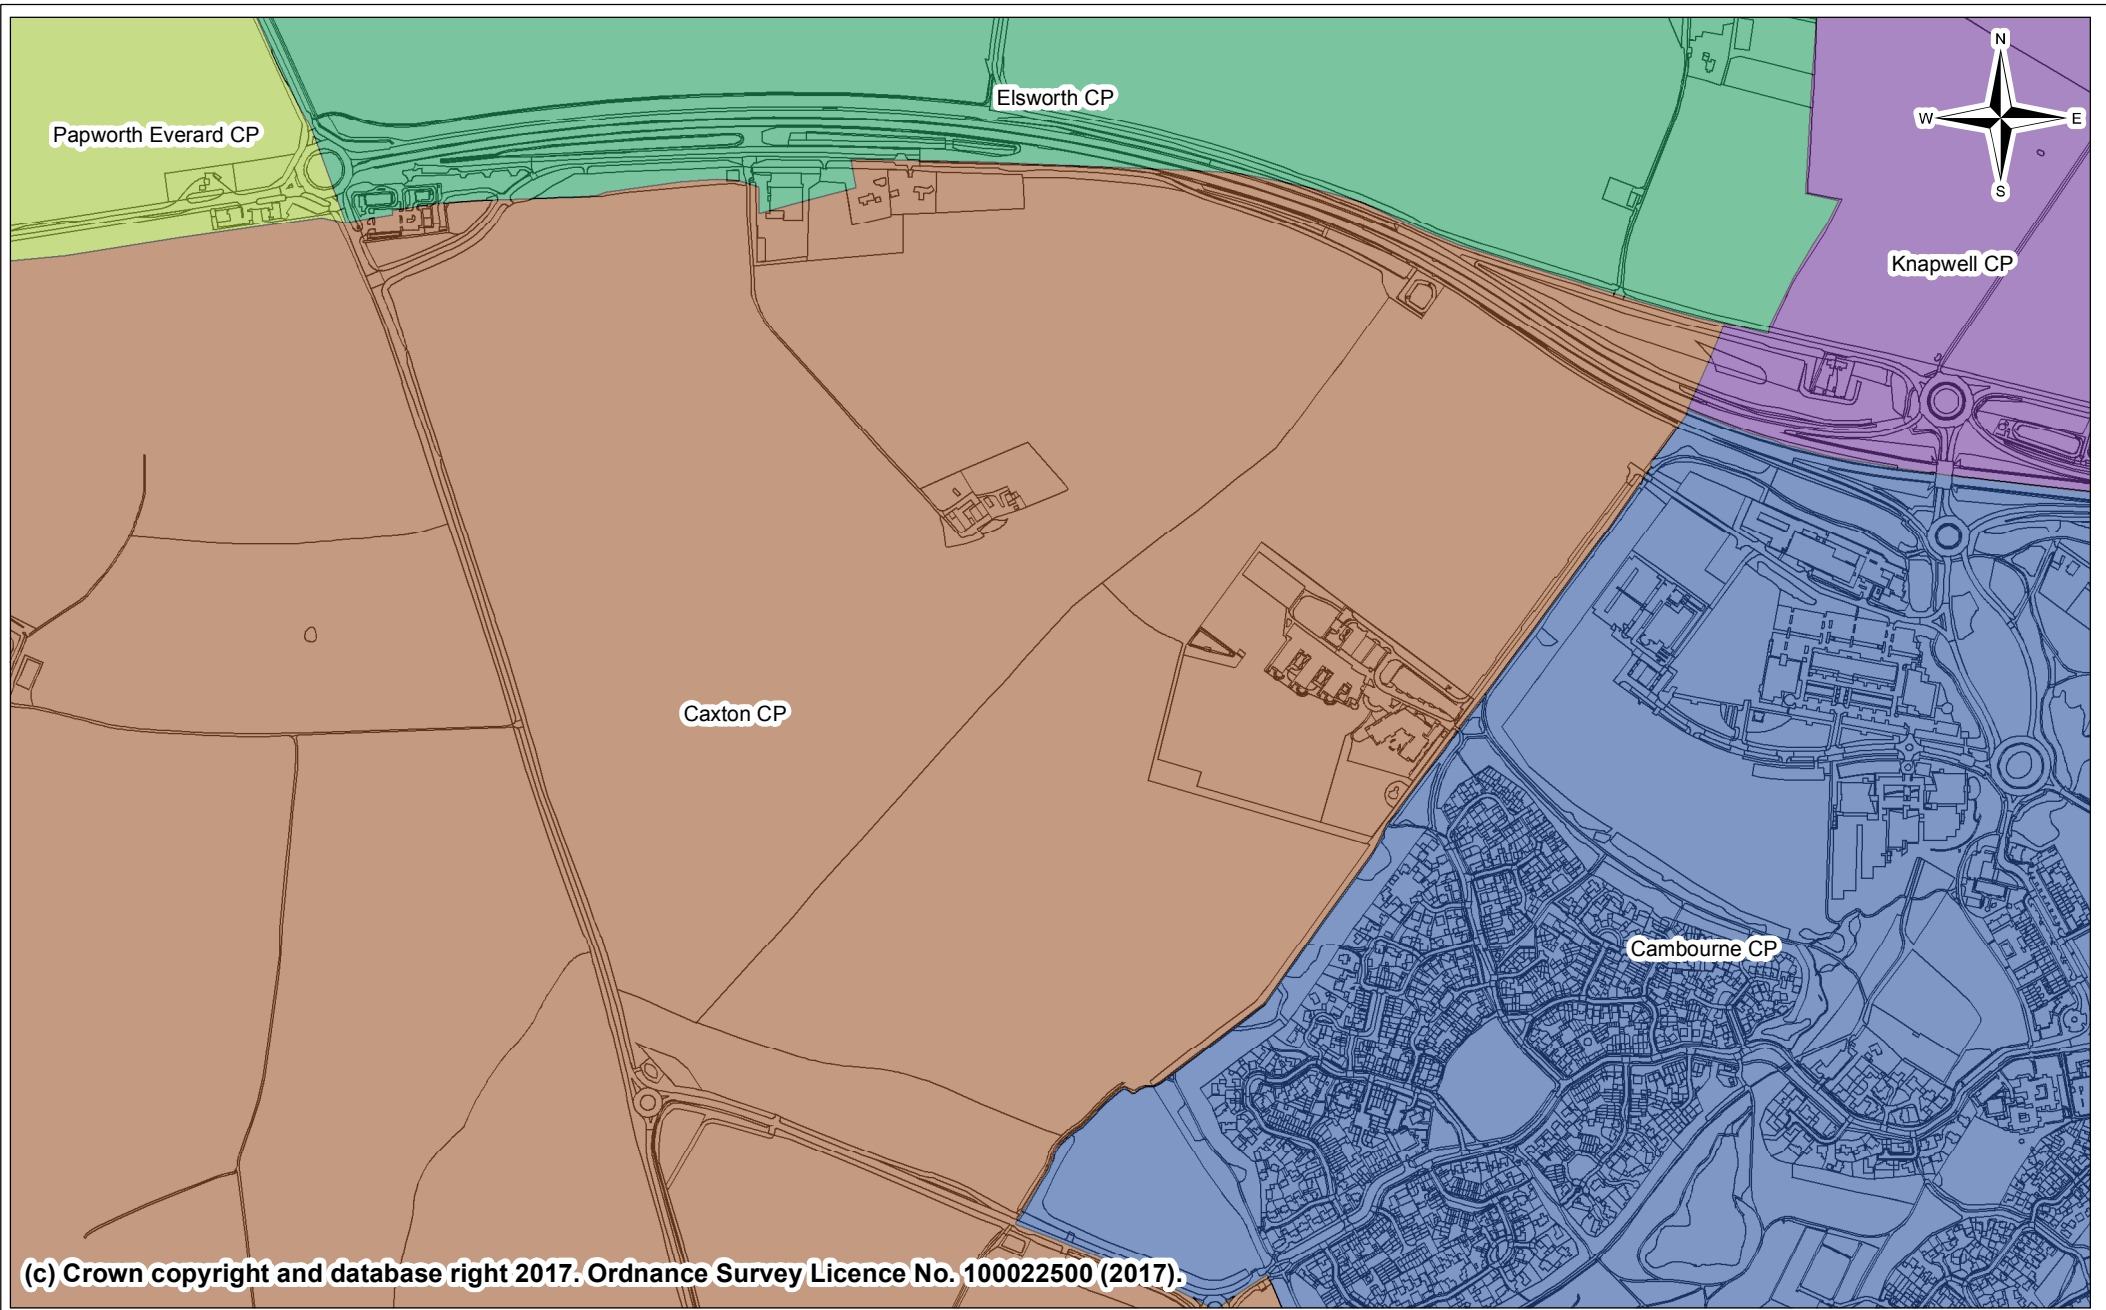 N
Elsworth CP
W
E
Papworth Everard CP
S
Knapwell CP
Caxton CP
Cambourne CP
(c) Crown copyright and database right 2017. Ordnance Survey Licence No. 100022500 (2017).